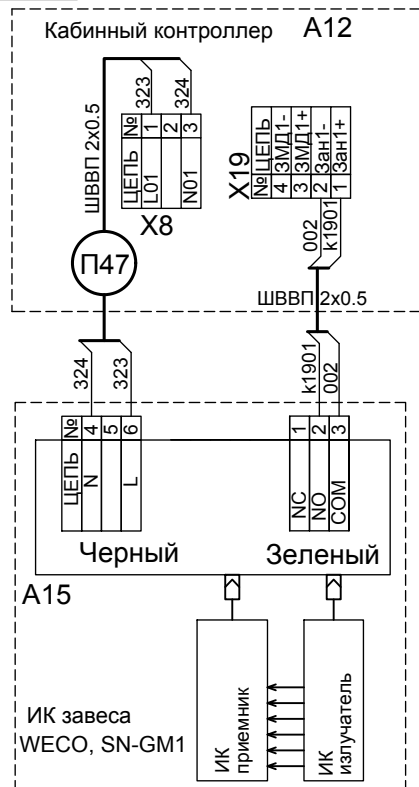 Кабинный контроллер A12
ШВВП 2x0.5
323
324
ЦЕПЬ №
L01 1
2
N01 3
X8
X19
№ ЦЕПЬ
4 ЗМД1-
3 ЗМД1+
2 Зан1-
1 Зан1+
002
k1901
П47
ШВВП 2x0.5
324
323
k1901
002
ЦЕПЬ №
N 4
5
L 6
NC 1
NO 2
COM 3
Черный
Зеленый
A15
ИК завеса
WECO, SN-GM1
ИК
приемник
ИК
излучатель